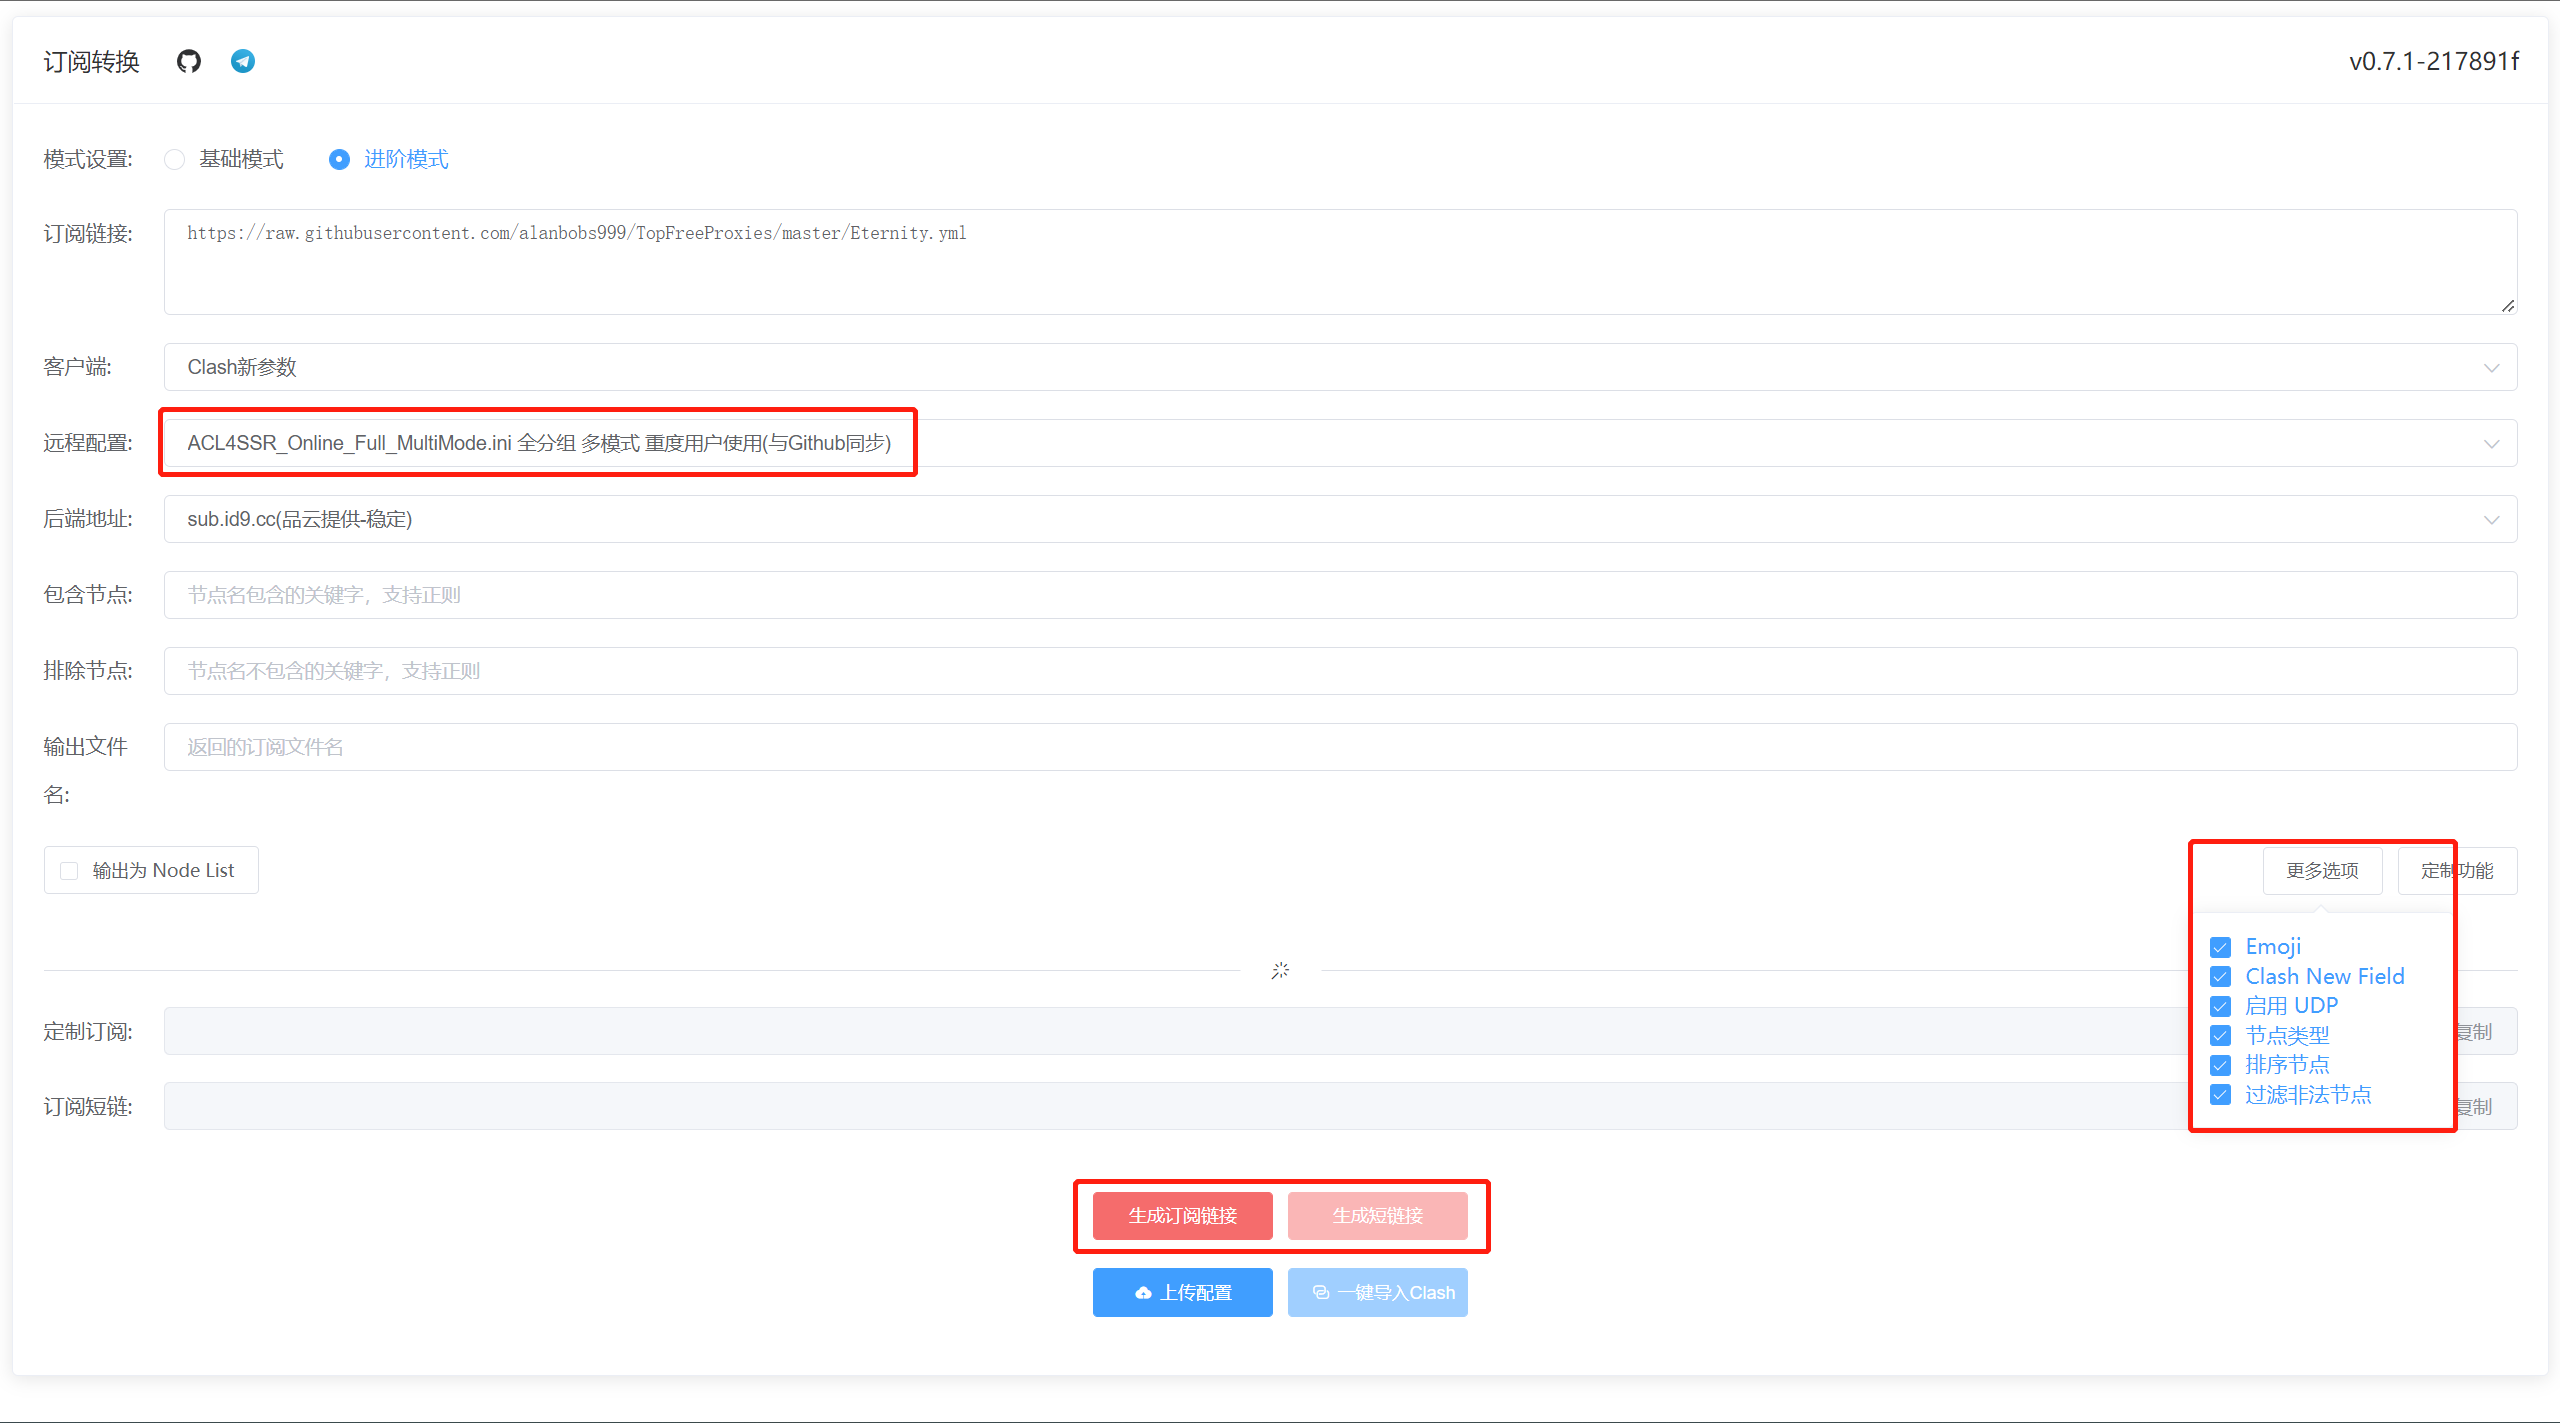 订阅转换
v0.7.1-217891f
模式设置: 基础模式 进阶模式
订阅链接: https://raw.githubusercontent.com/alanbobs999/TopFreeProxies/master/Eternity.yml
客户端: Clash新参数
远程配置: ACL4SSR_Online_Full_MultiMode.ini 全分组 多模式 重度用户使用(与Github同步)
后端地址: sub.id9.cc(品云提供-稳定)
包含节点: 节点名包含的关键字，支持正则
排除节点: 节点名不包含的关键字，支持正则
输出文件
名:
返回的订阅文件名
输出为 Node List
更多选项 定制功能
Emoji
Clash New Field
启用 UDP
节点类型
排序节点
过滤非法节点
定制订阅: 复制
订阅短链: 复制
生成订阅链接 生成短链接
上传配置 一键导入Clash